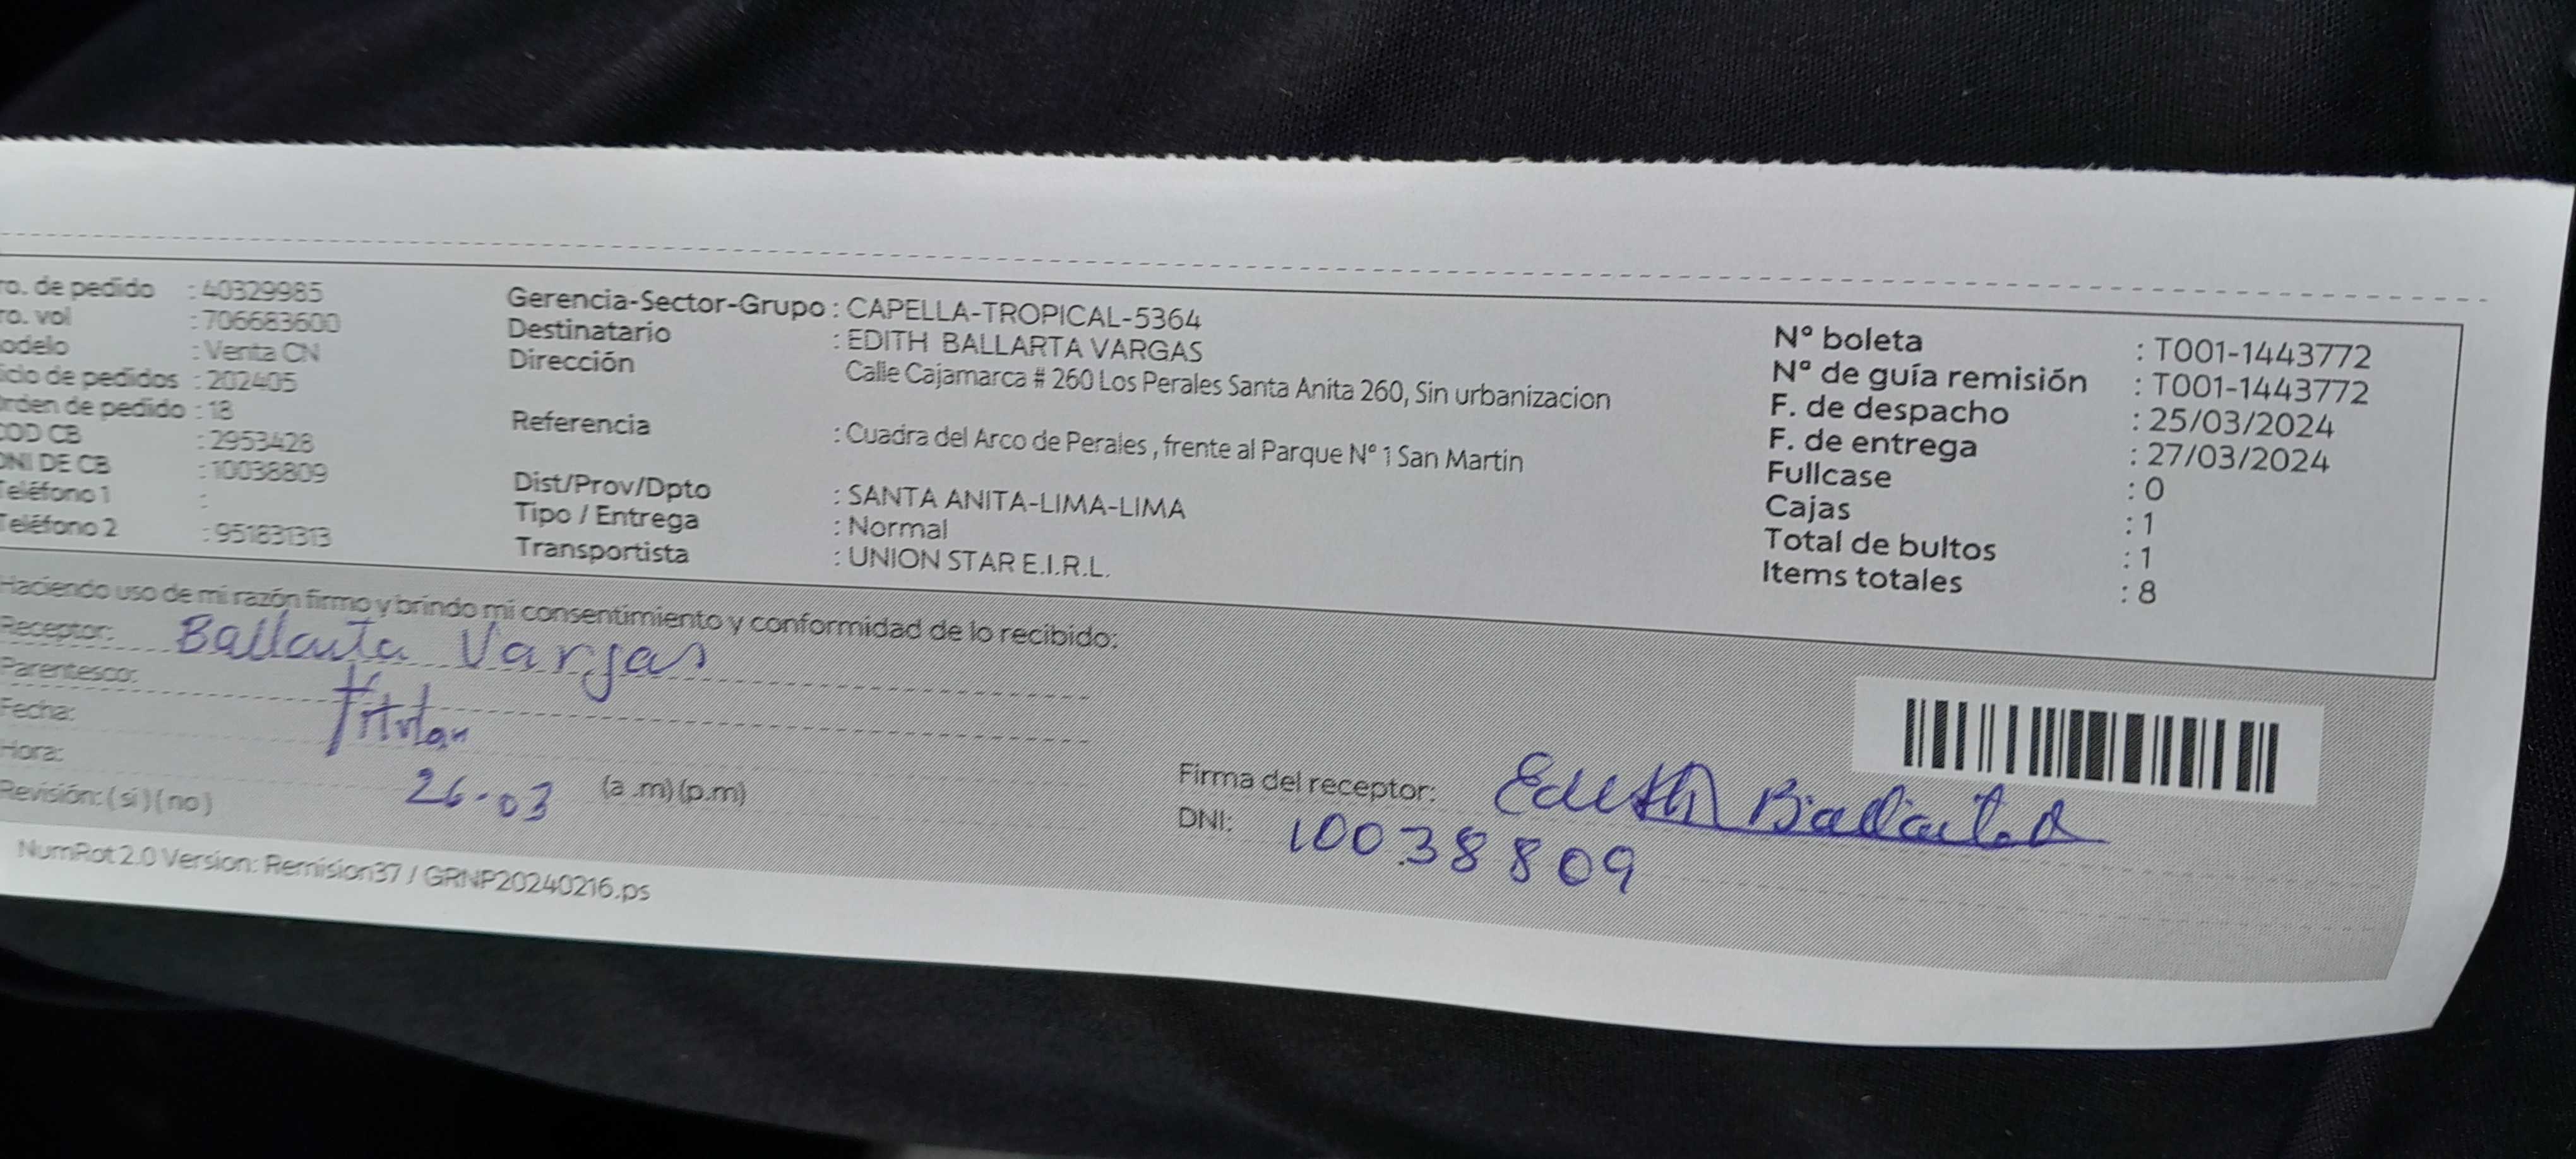 ro. de pedido : 40329985
ro. vol : 706683600
odelo : Venta CN
iclo de pedidos : 202405
rden de pedido : 18
COD CB : 2953428
DNI DE CB : 10038809
Teléfono 1 :
Teléfono 2 : 951831313
Gerencia-Sector-Grupo : CAPELLA-TROPICAL-5364
Destinatario : EDITH BALLARTA VARGAS
Dirección
Calle Cajamarca # 260 Los Perales Santa Anita 260, Sin urbanizacion
Referencia : Cuadra del Arco de Perales , frente al Parque N° 1 San Martin
Dist/Prov/Dpto : SANTA ANITA-LIMA-LIMA
Tipo / Entrega : Normal
Transportista : UNION STAR E.I.R.L.
N° boleta : T001-1443772
N° de guía remisión : T001-1443772
F. de despacho : 25/03/2024
F. de entrega : 27/03/2024
Fullcase : 0
Cajas : 1
Total de bultos : 1
Items totales : 8
Haciendo uso de mi razón firmo y brindo mi consentimiento y conformidad de lo recibido:
Receptor: Ballarta Vargas
Parentesco: Titular
Fecha:
Hora: 26-03 (a .m) (p.m)
Revisión: ( si ) ( no )
Firma del receptor: Edith Ballarta
DNI: 10038809
NumRot 2.0 Version: Remision37 / GRNP20240216.ps